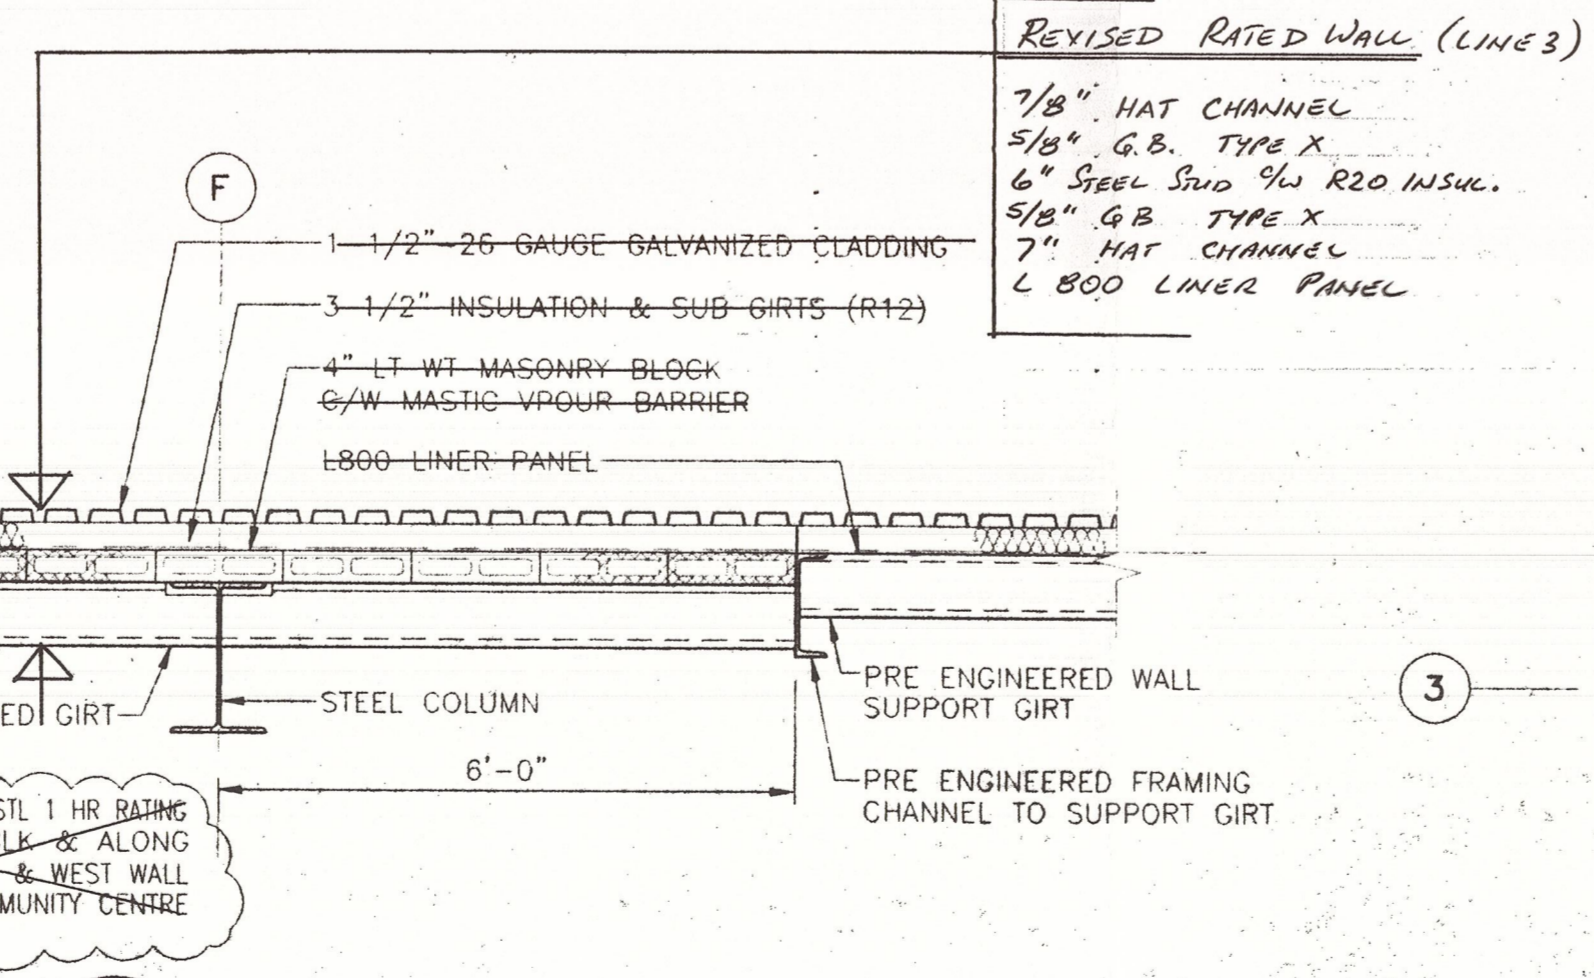 REVISED RATED WALL (LINE 3)
7/8" HAT CHANNEL
5/8" G.B. TYPE X
6" STEEL STUD C/W R20 INSUL.
5/8" GB TYPE X
7" HAT CHANNEL
L 800 LINER PANEL
F
1 1/2" 26 GAUGE GALVANIZED CLADDING
3 1/2" INSULATION & SUB GIRTS (R12)
4" LT WT MASONRY BLOCK
C/W MASTIC VPOUR BARRIER
L800 LINER PANEL
ED GIRT
STEEL COLUMN
PRE ENGINEERED WALL
SUPPORT GIRT
3
6'-0"
PRE ENGINEERED FRAMING
CHANNEL TO SUPPORT GIRT
STL 1 HR RATING
LK & ALONG
& WEST WALL
MUNITY CENTRE